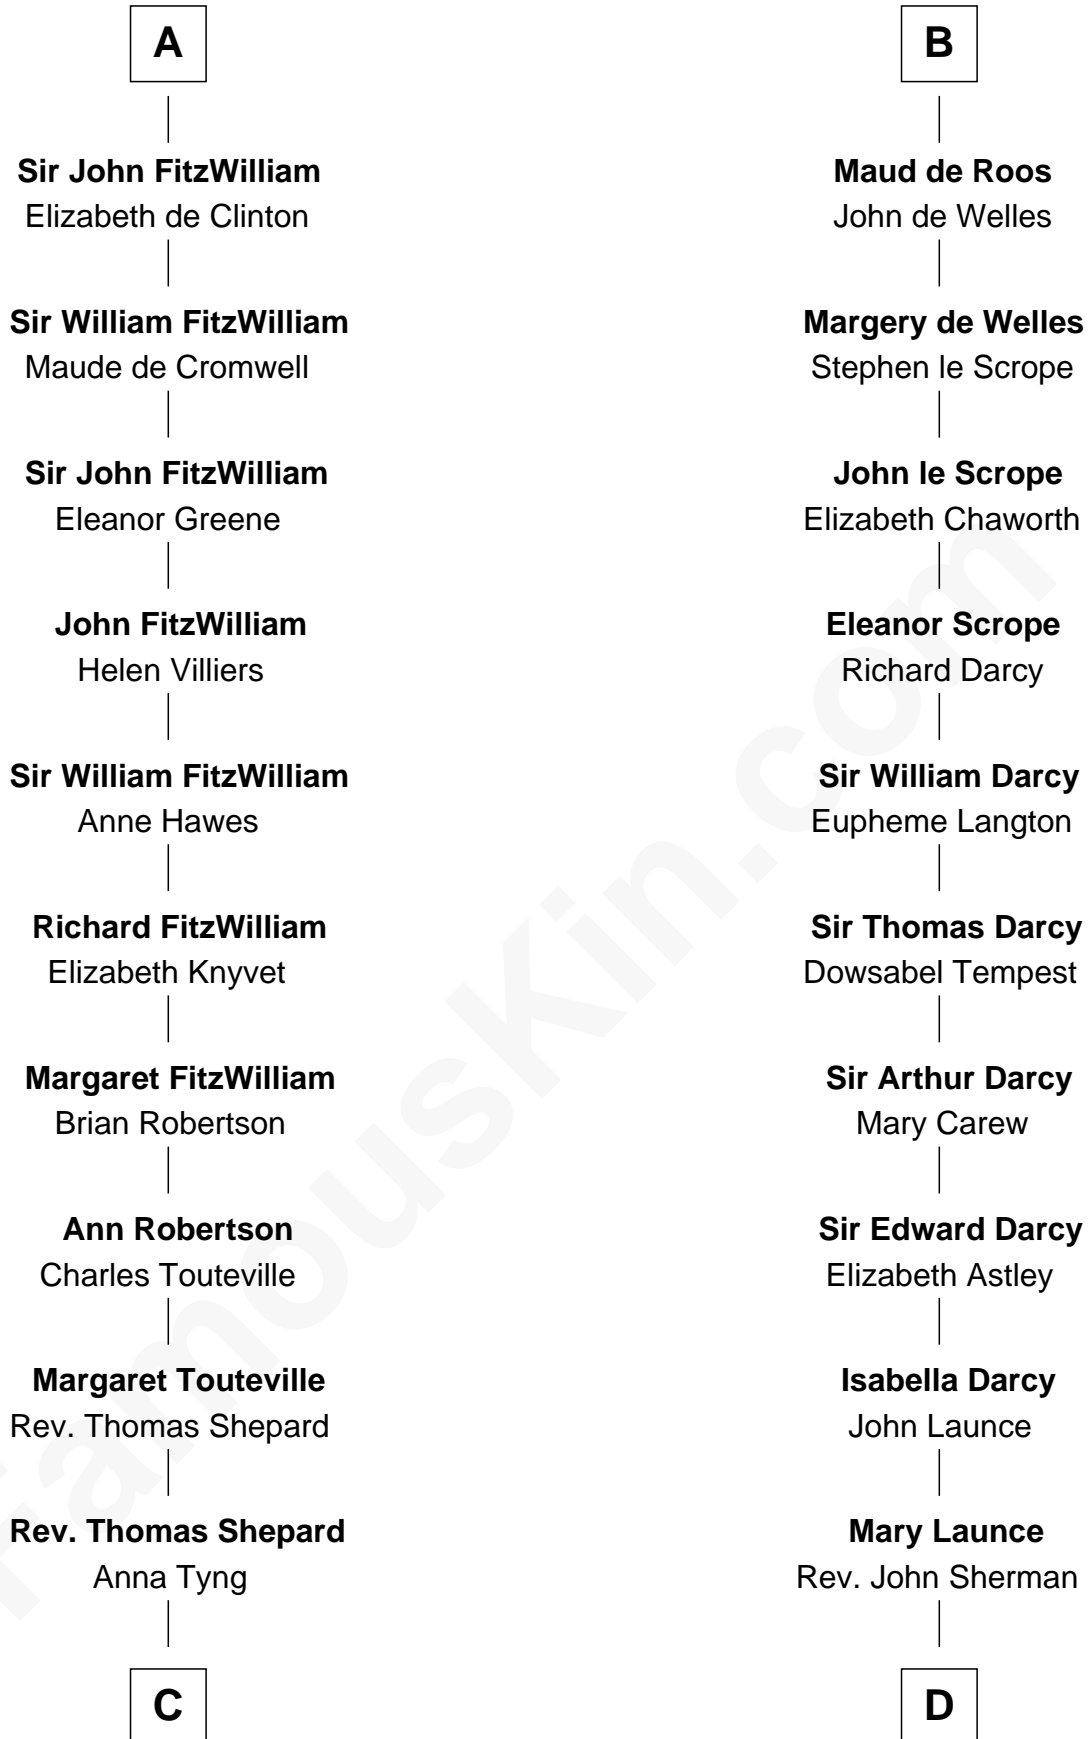 A
Sir John FitzWilliam
Elizabeth de Clinton
Sir William FitzWilliam
Maude de Cromwell
Sir John FitzWilliam
Eleanor Greene
John FitzWilliam
Helen Villiers
Sir William FitzWilliam
Anne Hawes
Richard FitzWilliam
Elizabeth Knyvet
Margaret FitzWilliam
Brian Robertson
Ann Robertson
Charles Touteville
Margaret Touteville
Rev. Thomas Shepard
Rev. Thomas Shepard
Anna Tyng
C
B
Maud de Roos
John de Welles
Margery de Welles
Stephen le Scrope
John le Scrope
Elizabeth Chaworth
Eleanor Scrope
Richard Darcy
Sir William Darcy
Eupheme Langton
Sir Thomas Darcy
Dowsabel Tempest
Sir Arthur Darcy
Mary Carew
Sir Edward Darcy
Elizabeth Astley
Isabella Darcy
John Launce
Mary Launce
Rev. John Sherman
D
FamousKin.com